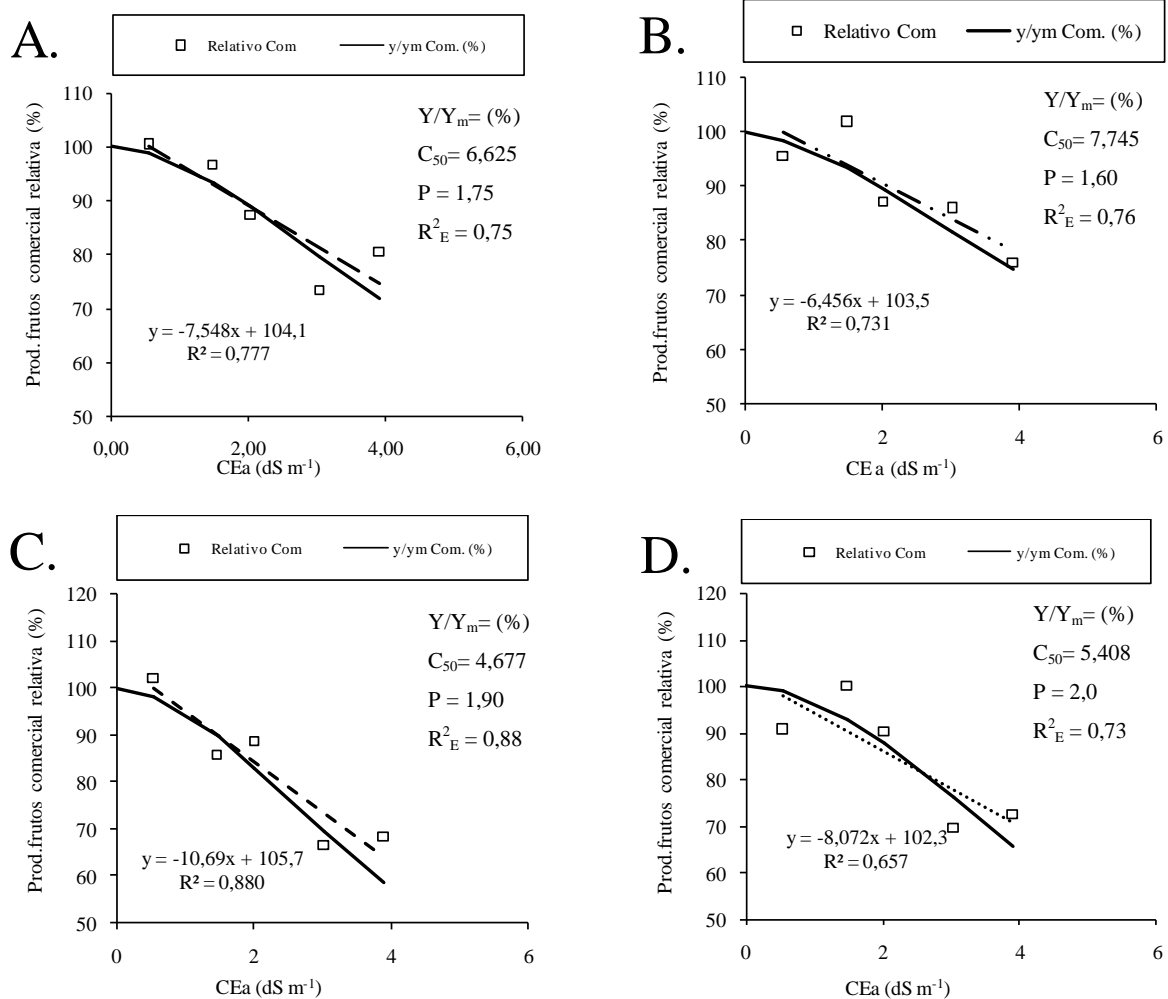 A.
Relativo Com
y/ym Com. (%)
Prod.frutos comercial relativa (%)
110
100
90
80
70
60
50
0,00
2,00
4,00
6,00
CEa (dS m-1)
Y/Ym= (%)
C50= 6,625
P = 1,75
R2E = 0,75
y = -7,548x + 104,1
R² = 0,777
B.
Relativo Com
y/ym Com. (%)
Prod.frutos comercial relativa (%)
110
100
90
80
70
60
50
0
2
4
6
CEa (dS m-1)
Y/Ym= (%)
C50= 7,745
P = 1,60
R2E = 0,76
y = -6,456x + 103,5
R² = 0,731
C.
Relativo Com
y/ym Com. (%)
Prod.frutos comercial relativa (%)
120
110
100
90
80
70
60
50
0
2
4
6
CEa (dS m-1)
Y/Ym= (%)
C50= 4,677
P = 1,90
R2E = 0,88
y = -10,69x + 105,7
R² = 0,880
D.
Relativo Com
y/ym Com. (%)
Prod.frutos comercial relativa (%)
120
110
100
90
80
70
60
50
0
2
4
6
CEa (dS m-1)
Y/Ym= (%)
C50= 5,408
P = 2,0
R2E = 0,73
y = -8,072x + 102,3
R² = 0,657